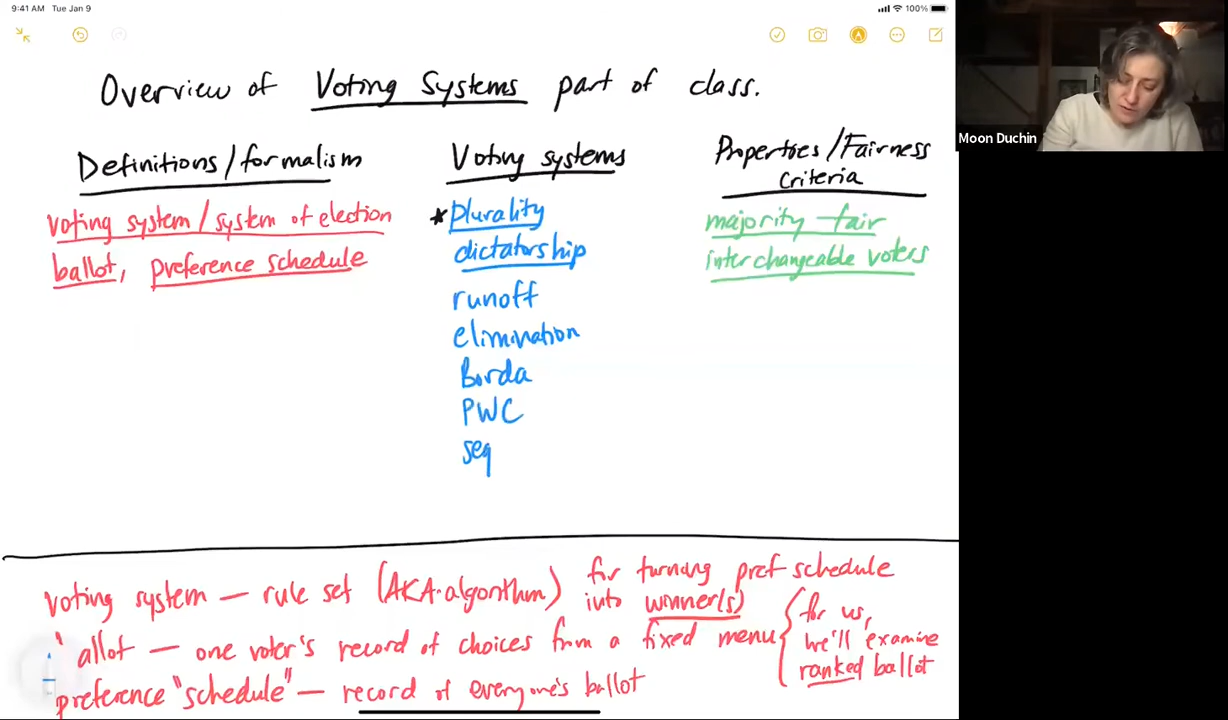 9:41 AM Tue Jan 9
100%
Overview of Voting Systems part of class.
Definitions/formalism
voting system/system of election
ballot, preference schedule
Voting systems
*plurality
dictatorship
runoff
elimination
Borda
PWC
seq
Properties/Fairness
Criteria
majority fair
interchangeable voters
Moon Duchin
voting system — rule set (AKA algorithm) for turning pref schedule
into winner(s)
allot — one voter's record of choices from a fixed menu
{for us,
we'll examine
ranked ballot
preference "schedule" — record of everyone's ballot